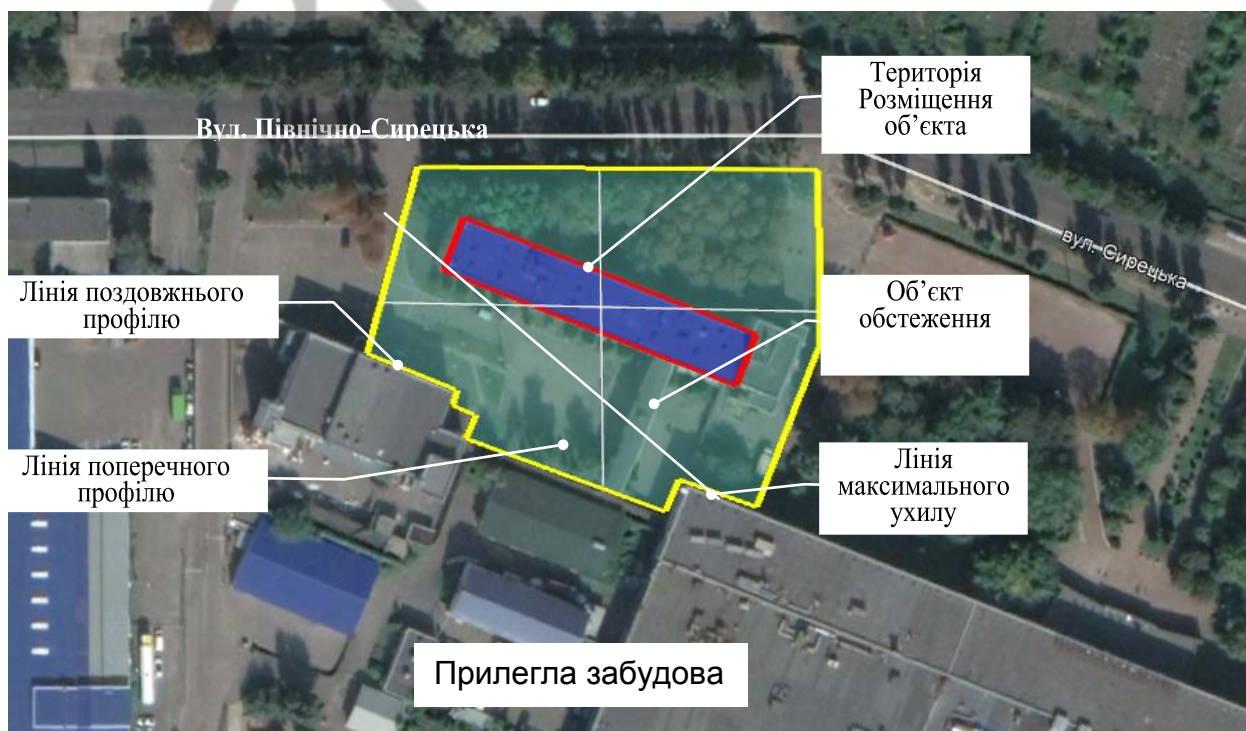 Територія
Розміщення
об’єкта
Вул. Північно-Сирецька
вул. Сирецька
Лінія поздовжнього
профілю
Об’єкт
обстеження
Лінія поперечного
профілю
Лінія
максимального
ухилу
Прилегла забудова